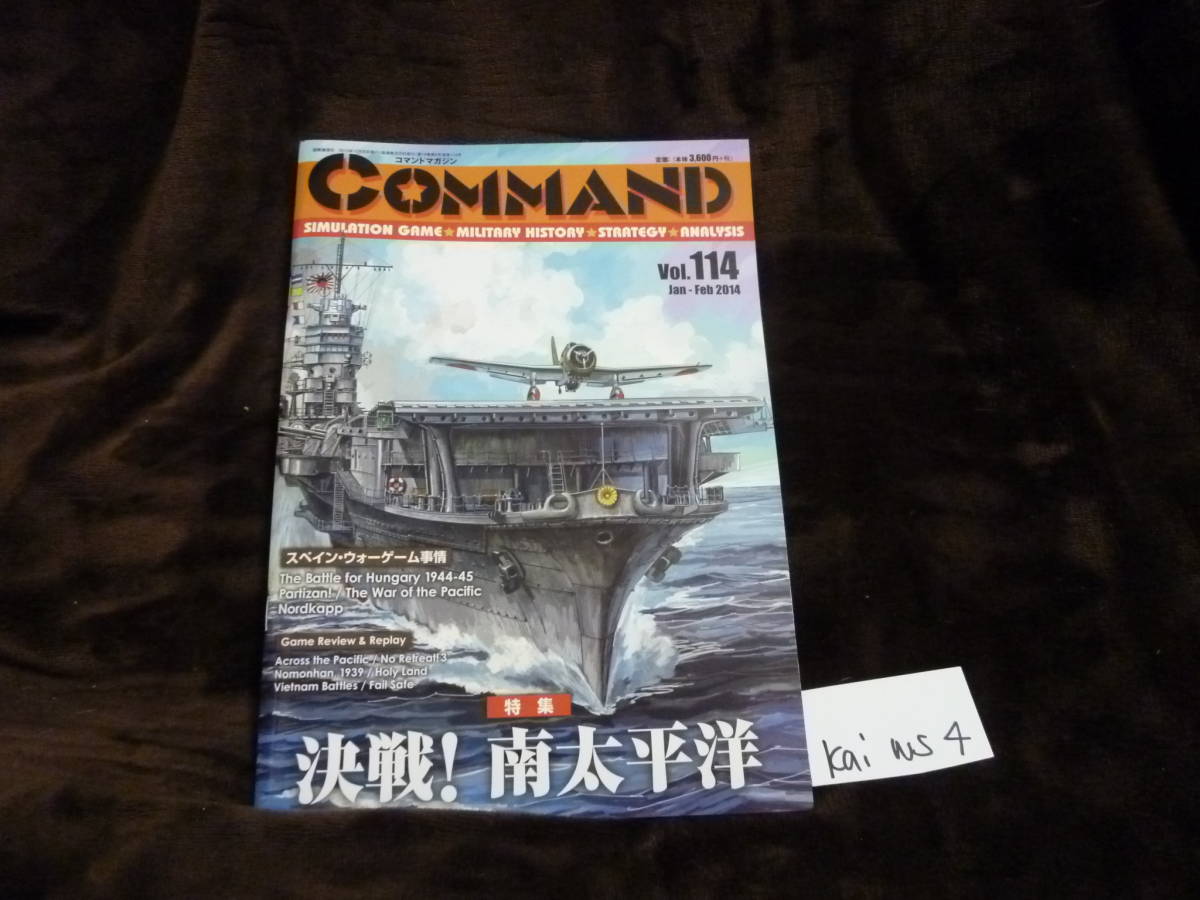 コマンドマガジン
定価:(本体3,600円+税)
COMMAND
SIMULATION GAME★MILITARY HISTORY★STRATEGY★ANALYSIS
Vol.114
Jan - Feb 2014
スペイン・ウォーゲーム事情
The Battle for Hungary 1944-45
Partizan! / The War of the Pacific
Nordkapp
Game Review & Replay
Across the Pacific / No Retreat! 3
Nomonhan, 1939 / Holy Land
Vietnam Battles / Fail Safe
特集
決戦! 南太平洋
kai ms 4